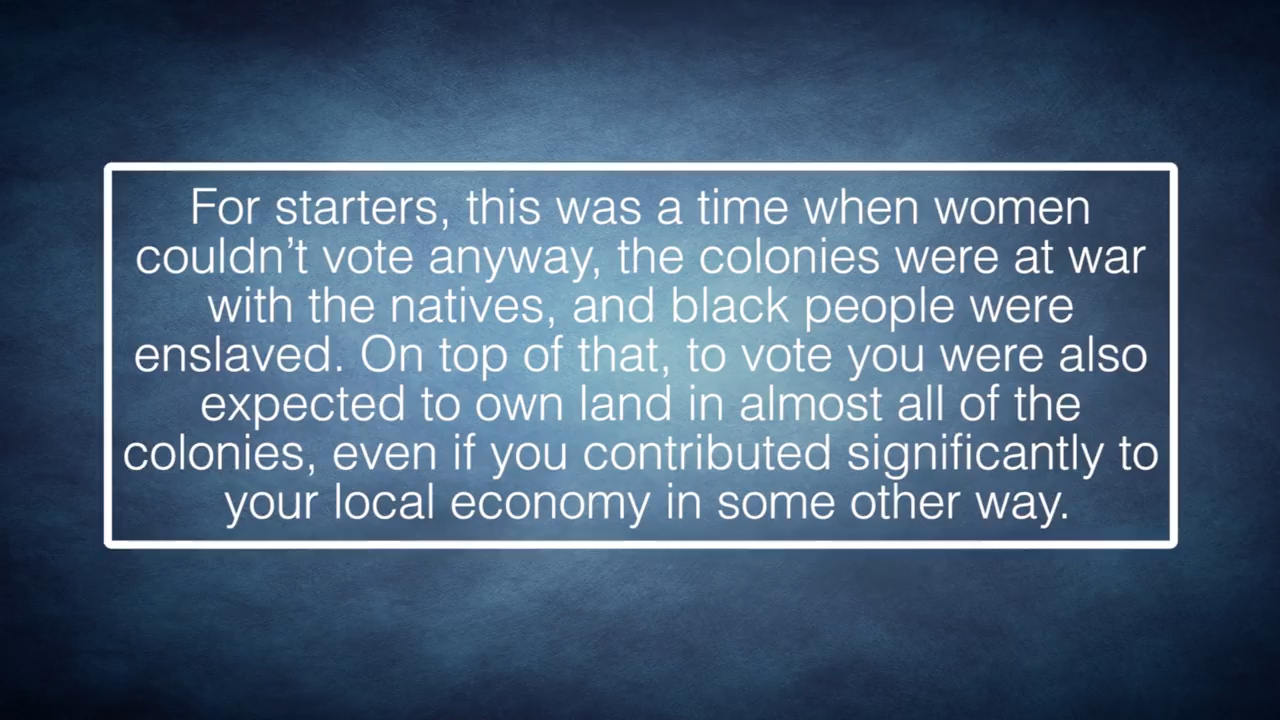 For starters, this was a time when women
couldn’t vote anyway, the colonies were at war
with the natives, and black people were
enslaved. On top of that, to vote you were also
expected to own land in almost all of the
colonies, even if you contributed significantly to
your local economy in some other way.